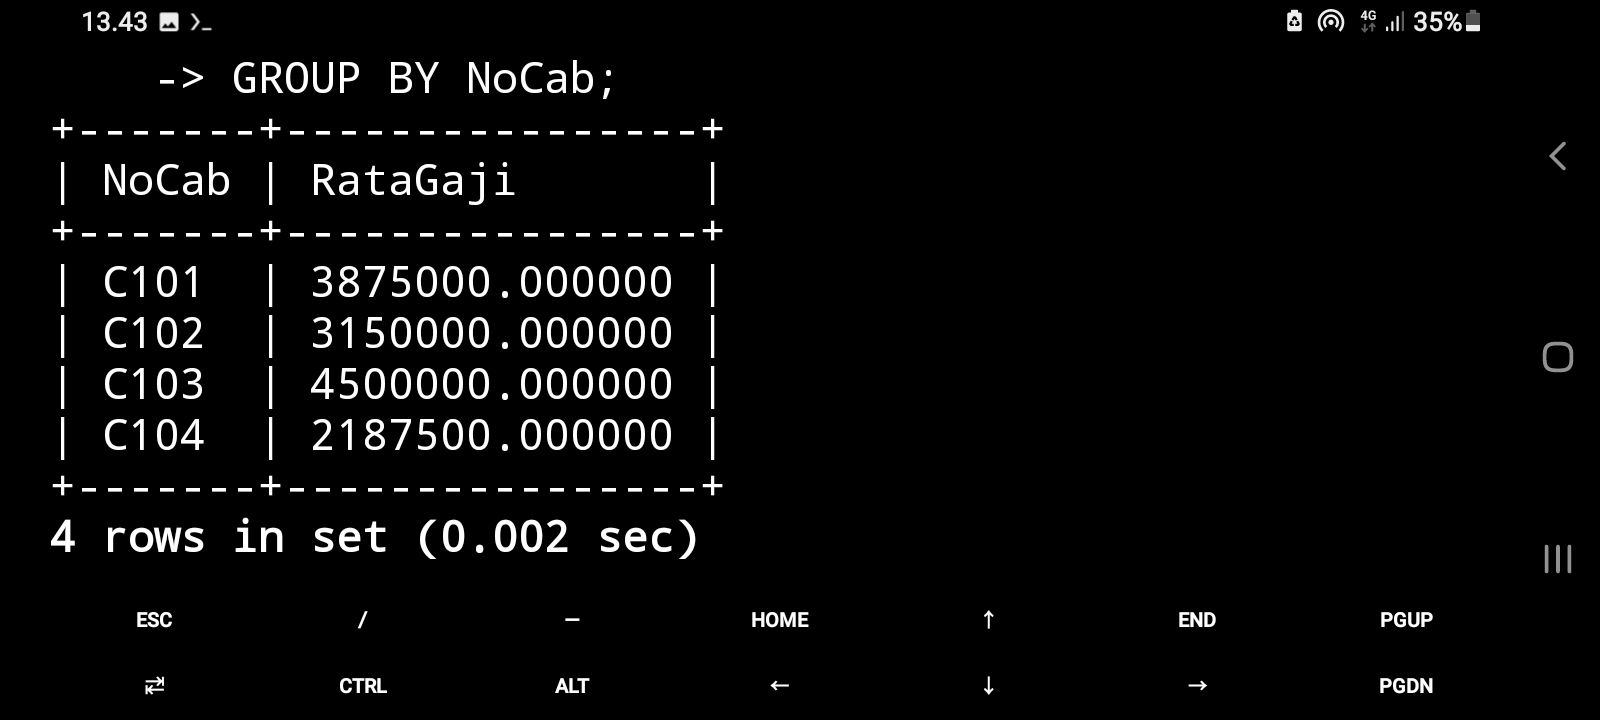 13.43 4G 35%
-> GROUP BY NoCab;
+-------+----------------+
| NoCab | RataGaji       |
+-------+----------------+
| C101  | 3875000.000000 |
| C102  | 3150000.000000 |
| C103  | 4500000.000000 |
| C104  | 2187500.000000 |
+-------+----------------+
4 rows in set (0.002 sec)
ESC / — HOME ↑ END PGUP
⇄ CTRL ALT ← ↓ → PGDN